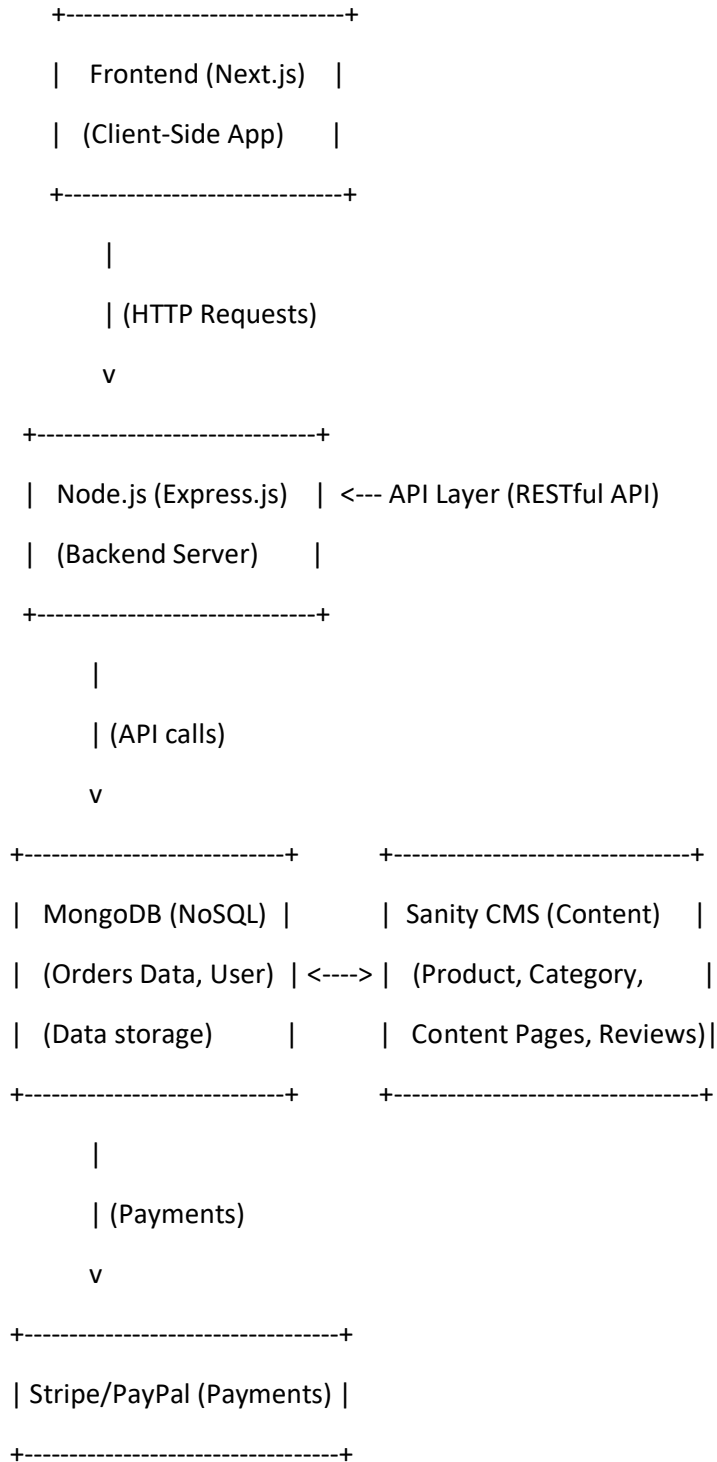 +-------------------------------+
| Frontend (Next.js) |
| (Client-Side App) |
+-------------------------------+
|
| (HTTP Requests)
v
+-------------------------------+
| Node.js (Express.js) | <--- API Layer (RESTful API)
| (Backend Server) |
+-------------------------------+
|
| (API calls)
v
+-----------------------------+ +---------------------------------+
| MongoDB (NoSQL) | | Sanity CMS (Content) |
| (Orders Data, User) | <----> | (Product, Category, |
| (Data storage) | | Content Pages, Reviews)|
+-----------------------------+ +----------------------------------+
|
| (Payments)
v
+-----------------------------------+
| Stripe/PayPal (Payments) |
+-----------------------------------+